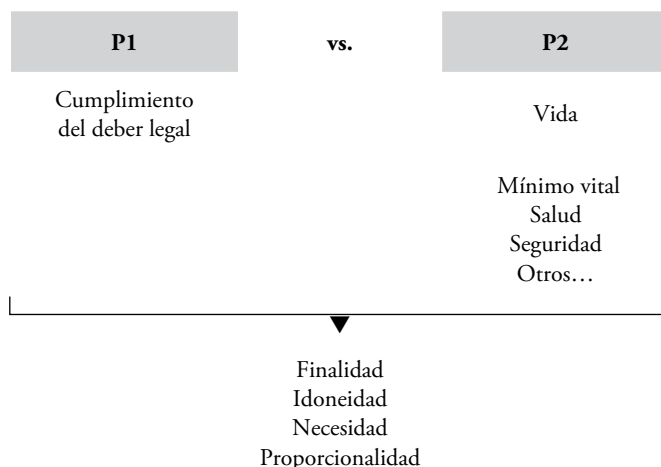 P1 vs. P2
Cumplimiento
del deber legal
Vida
Mínimo vital
Salud
Seguridad
Otros…
Finalidad
Idoneidad
Necesidad
Proporcionalidad